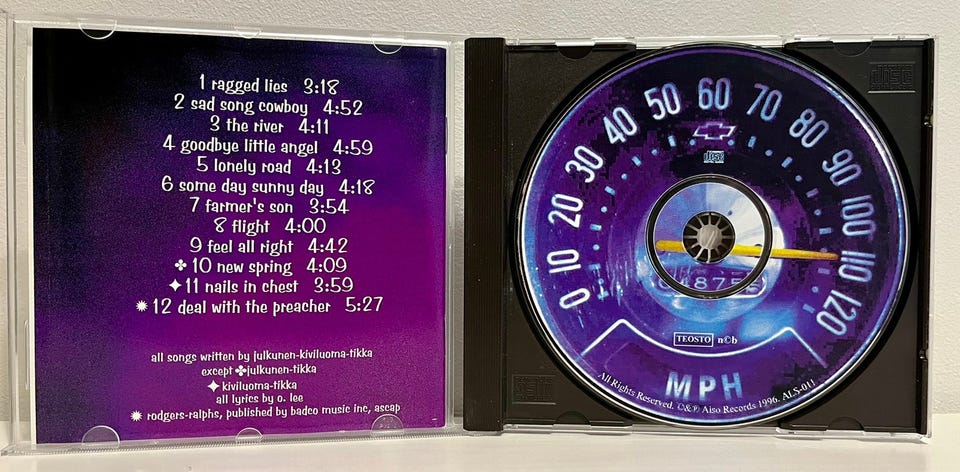 1 ragged lies 3:18
2 sad song cowboy 4:52
3 the river 4:11
4 goodbye little angel 4:59
5 lonely road 4:13
6 some day sunny day 4:18
7 farmer's son 3:54
8 flight 4:00
9 feel all right 4:42
✤ 10 new spring 4:09
✦ 11 nails in chest 3:59
✹ 12 deal with the preacher 5:27
all songs written by julkunen-kiviluoma-tikka
except ✤julkunen-tikka
✦ kiviluoma-tikka
all lyrics by o. lee
✹ rodgers-ralphs, published by badco music inc, ascap
0 10 20 30 40 50 60 70 80 90 100 110 120
TEOSTO n©b
MPH
All Rights Reserved. ©&℗ Aiso Records 1996. ALS-011